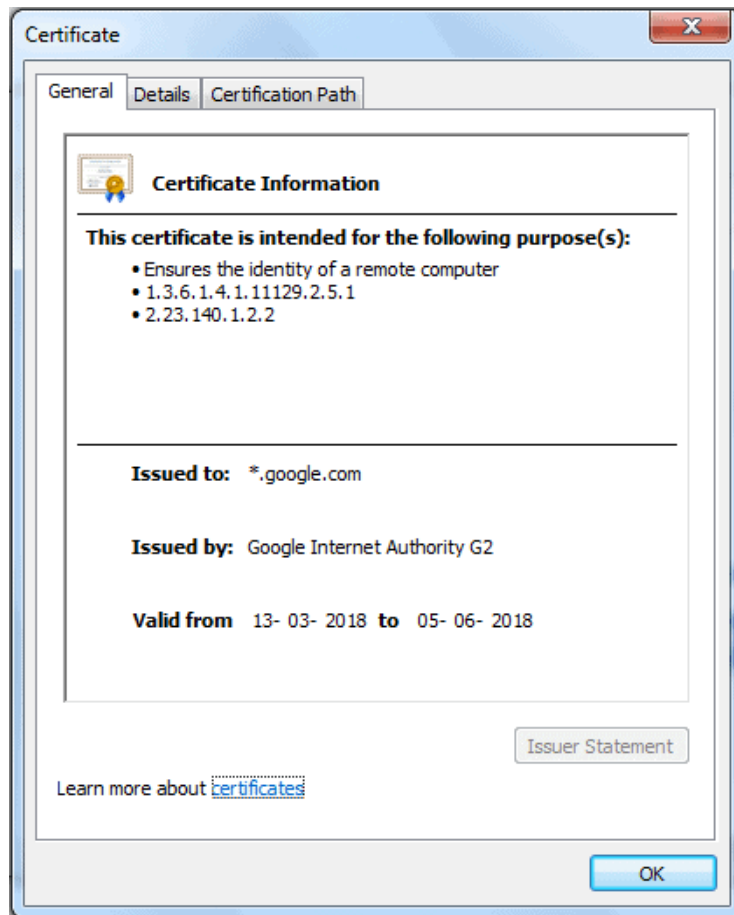 Certificate
General Details Certification Path
Certificate Information
This certificate is intended for the following purpose(s):
• Ensures the identity of a remote computer
• 1.3.6.1.4.1.11129.2.5.1
• 2.23.140.1.2.2
Issued to: *.google.com
Issued by: Google Internet Authority G2
Valid from 13- 03- 2018 to 05- 06- 2018
Issuer Statement
Learn more about certificates
OK